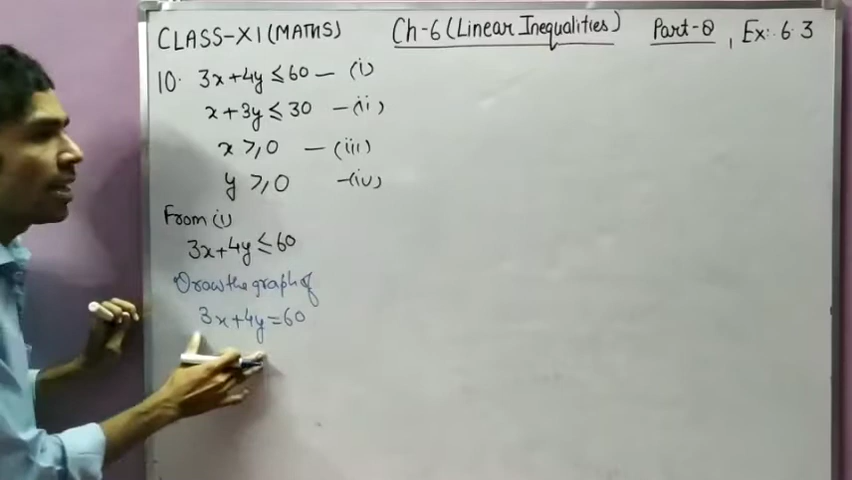 CLASS-XI (MATHS) Ch-6 (Linear Inequalities) Part-8, Ex: 6.3
10. 3x+4y ≤ 60 — (i)
x + 3y ≤ 30 — (ii)
x ≥ 0 — (iii)
y ≥ 0 — (iv)
From (i)
3x+4y ≤ 60
Draw the graph of
3x+4y=60